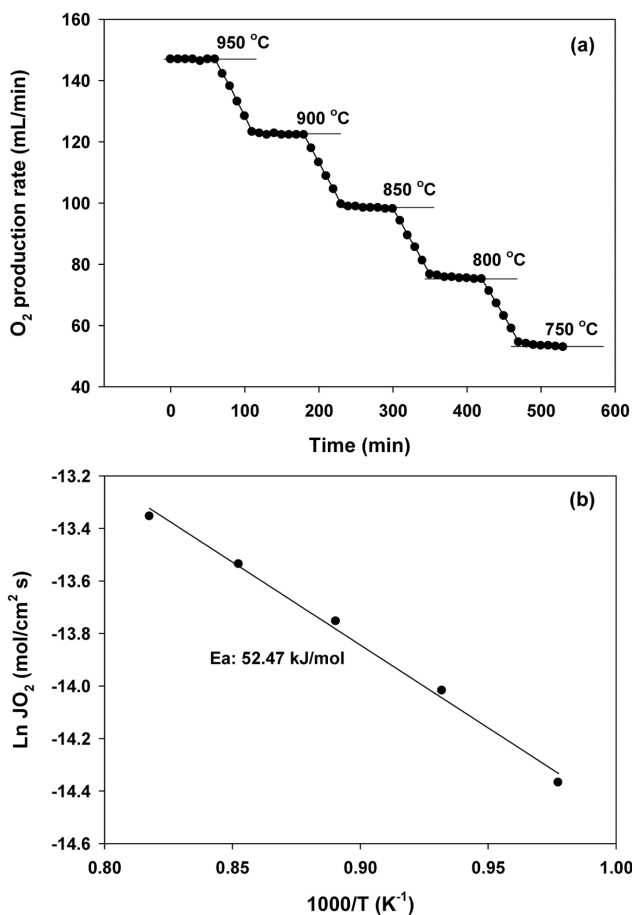 (a)
O2 production rate (mL/min)
160
140
120
100
80
60
40
950 °C
900 °C
850 °C
800 °C
750 °C
0 100 200 300 400 500 600
Time (min)
(b)
Ln JO2 (mol/cm2 s)
-13.2
-13.4
-13.6
-13.8
-14.0
-14.2
-14.4
-14.6
Ea: 52.47 kJ/mol
0.80 0.85 0.90 0.95 1.00
1000/T (K-1)